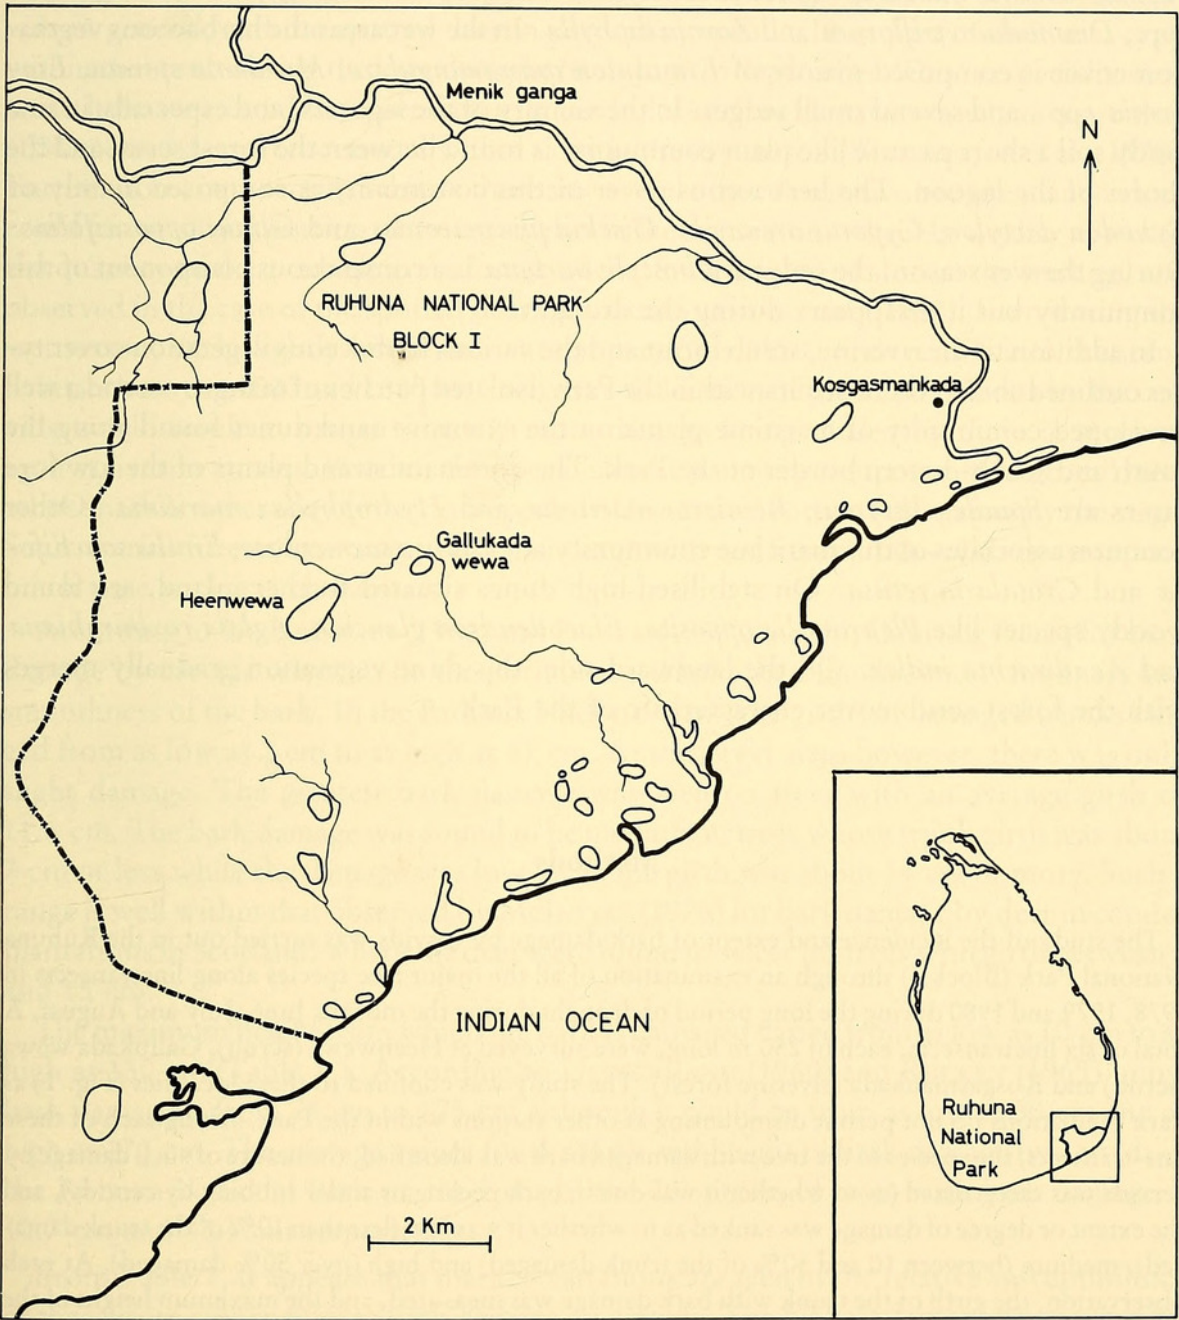 Menik ganga
N
RUHUNA NATIONAL PARK
BLOCK I
Kosgasmankada
Gallukada
wewa
Heenwewa
INDIAN OCEAN
Ruhuna
National
Park
2 Km